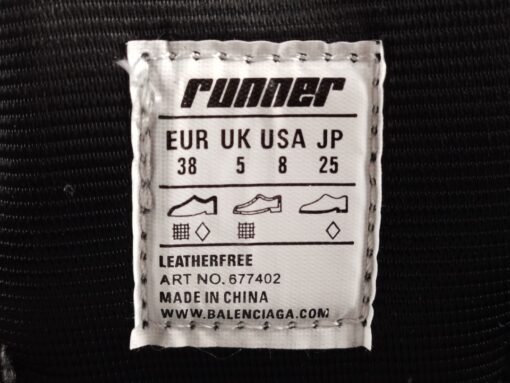 runner
EUR UK USA JP
38 5 8 25
LEATHERFREE
ART NO. 677402
MADE IN CHINA
WWW.BALENCIAGA.COM